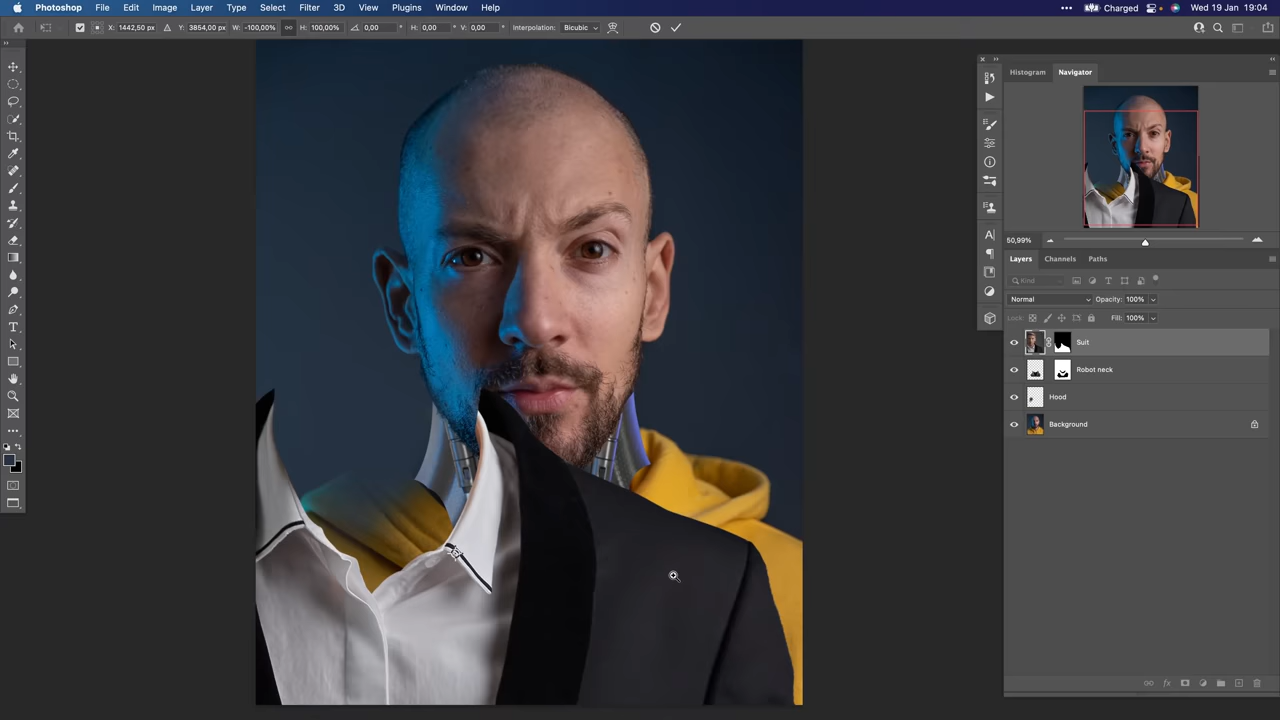 Photoshop File Edit Image Layer Type Select Filter 3D View Plugins Window Help Charged Wed 19 Jan 19:04
X: 1442,50 px Y: 3854,00 px W: -100,00% H: 100,00% 0,00 ° H: 0,00 ° V: 0,00 ° Interpolation: Bicubic
Histogram Navigator
50,99%
Layers Channels Paths
Kind
Normal Opacity: 100%
Lock: Fill: 100%
Suit
Robot neck
Hood
Background